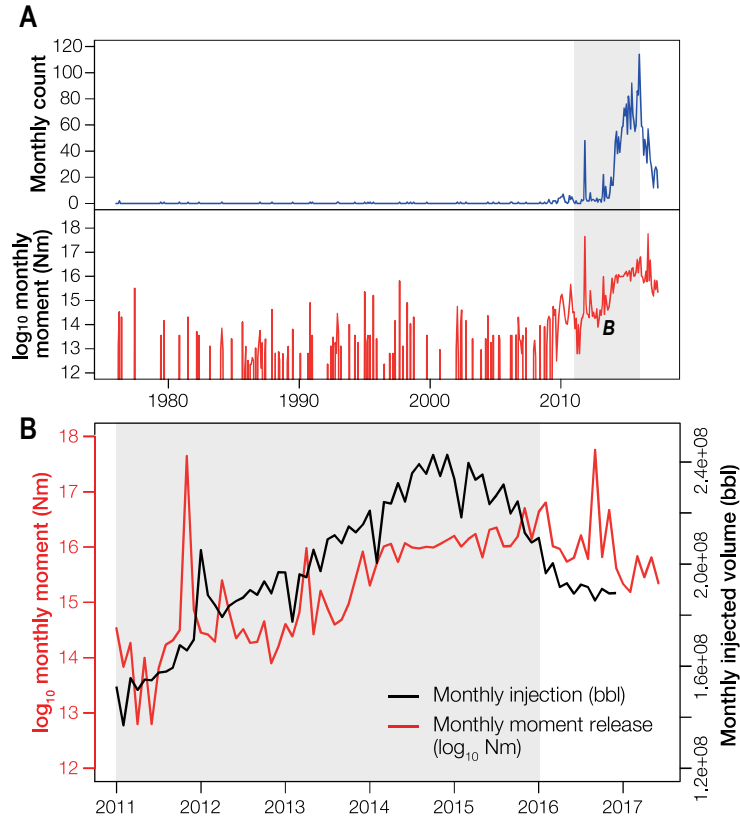 A
120
100
80
60
40
20
0
Monthly count
18
17
16
15
14
13
12
log10 monthly
moment (Nm)
B
1980
1990
2000
2010
B
18
17
16
15
14
13
12
log10 monthly moment (Nm)
2.4e+08
2.0e+08
1.6e+08
1.2e+08
Monthly injected volume (bbl)
Monthly injection (bbl)
Monthly moment release
(log10 Nm)
2011
2012
2013
2014
2015
2016
2017